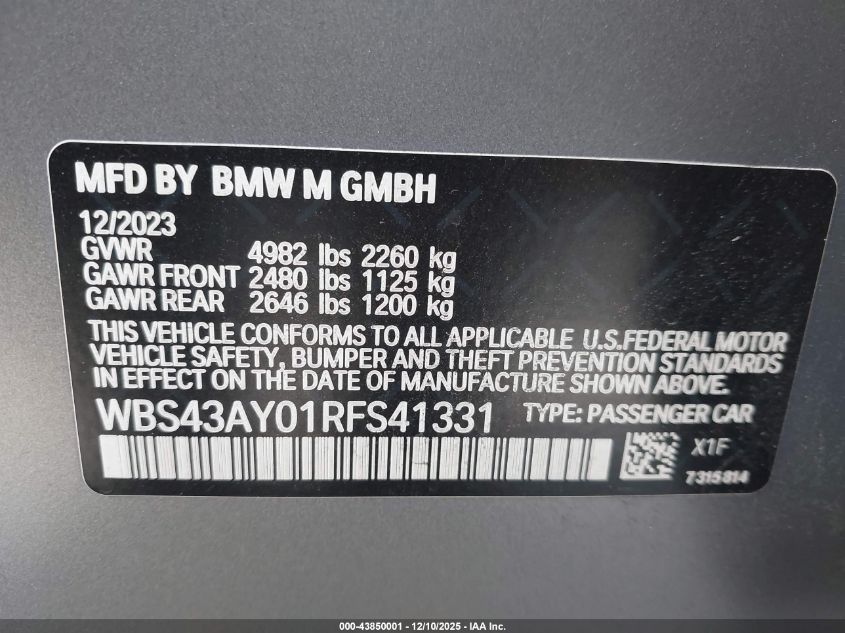 MFD BY BMW M GMBH
12/2023
GVWR 4982 lbs 2260 kg
GAWR FRONT 2480 lbs 1125 kg
GAWR REAR 2646 lbs 1200 kg
THIS VEHICLE CONFORMS TO ALL APPLICABLE U.S.FEDERAL MOTOR
VEHICLE SAFETY, BUMPER AND THEFT PREVENTION STANDARDS
IN EFFECT ON THE DATE OF MANUFACTURE SHOWN ABOVE.
WBS43AY01RFS41331 TYPE: PASSENGER CAR
X1F
7315814
000-43850001 - 12/10/2025 - IAA Inc.